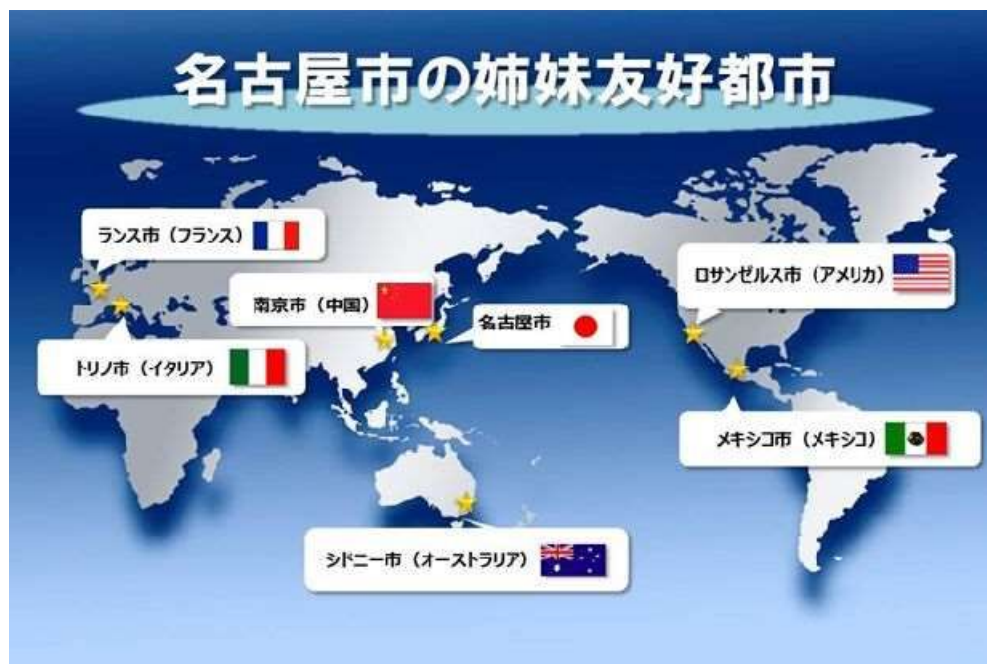 名古屋市の姉妹友好都市
ランス市（フランス）
ロサンゼルス市（アメリカ）
南京市（中国）
名古屋市
トリノ市（イタリア）
メキシコ市（メキシコ）
シドニー市（オーストラリア）